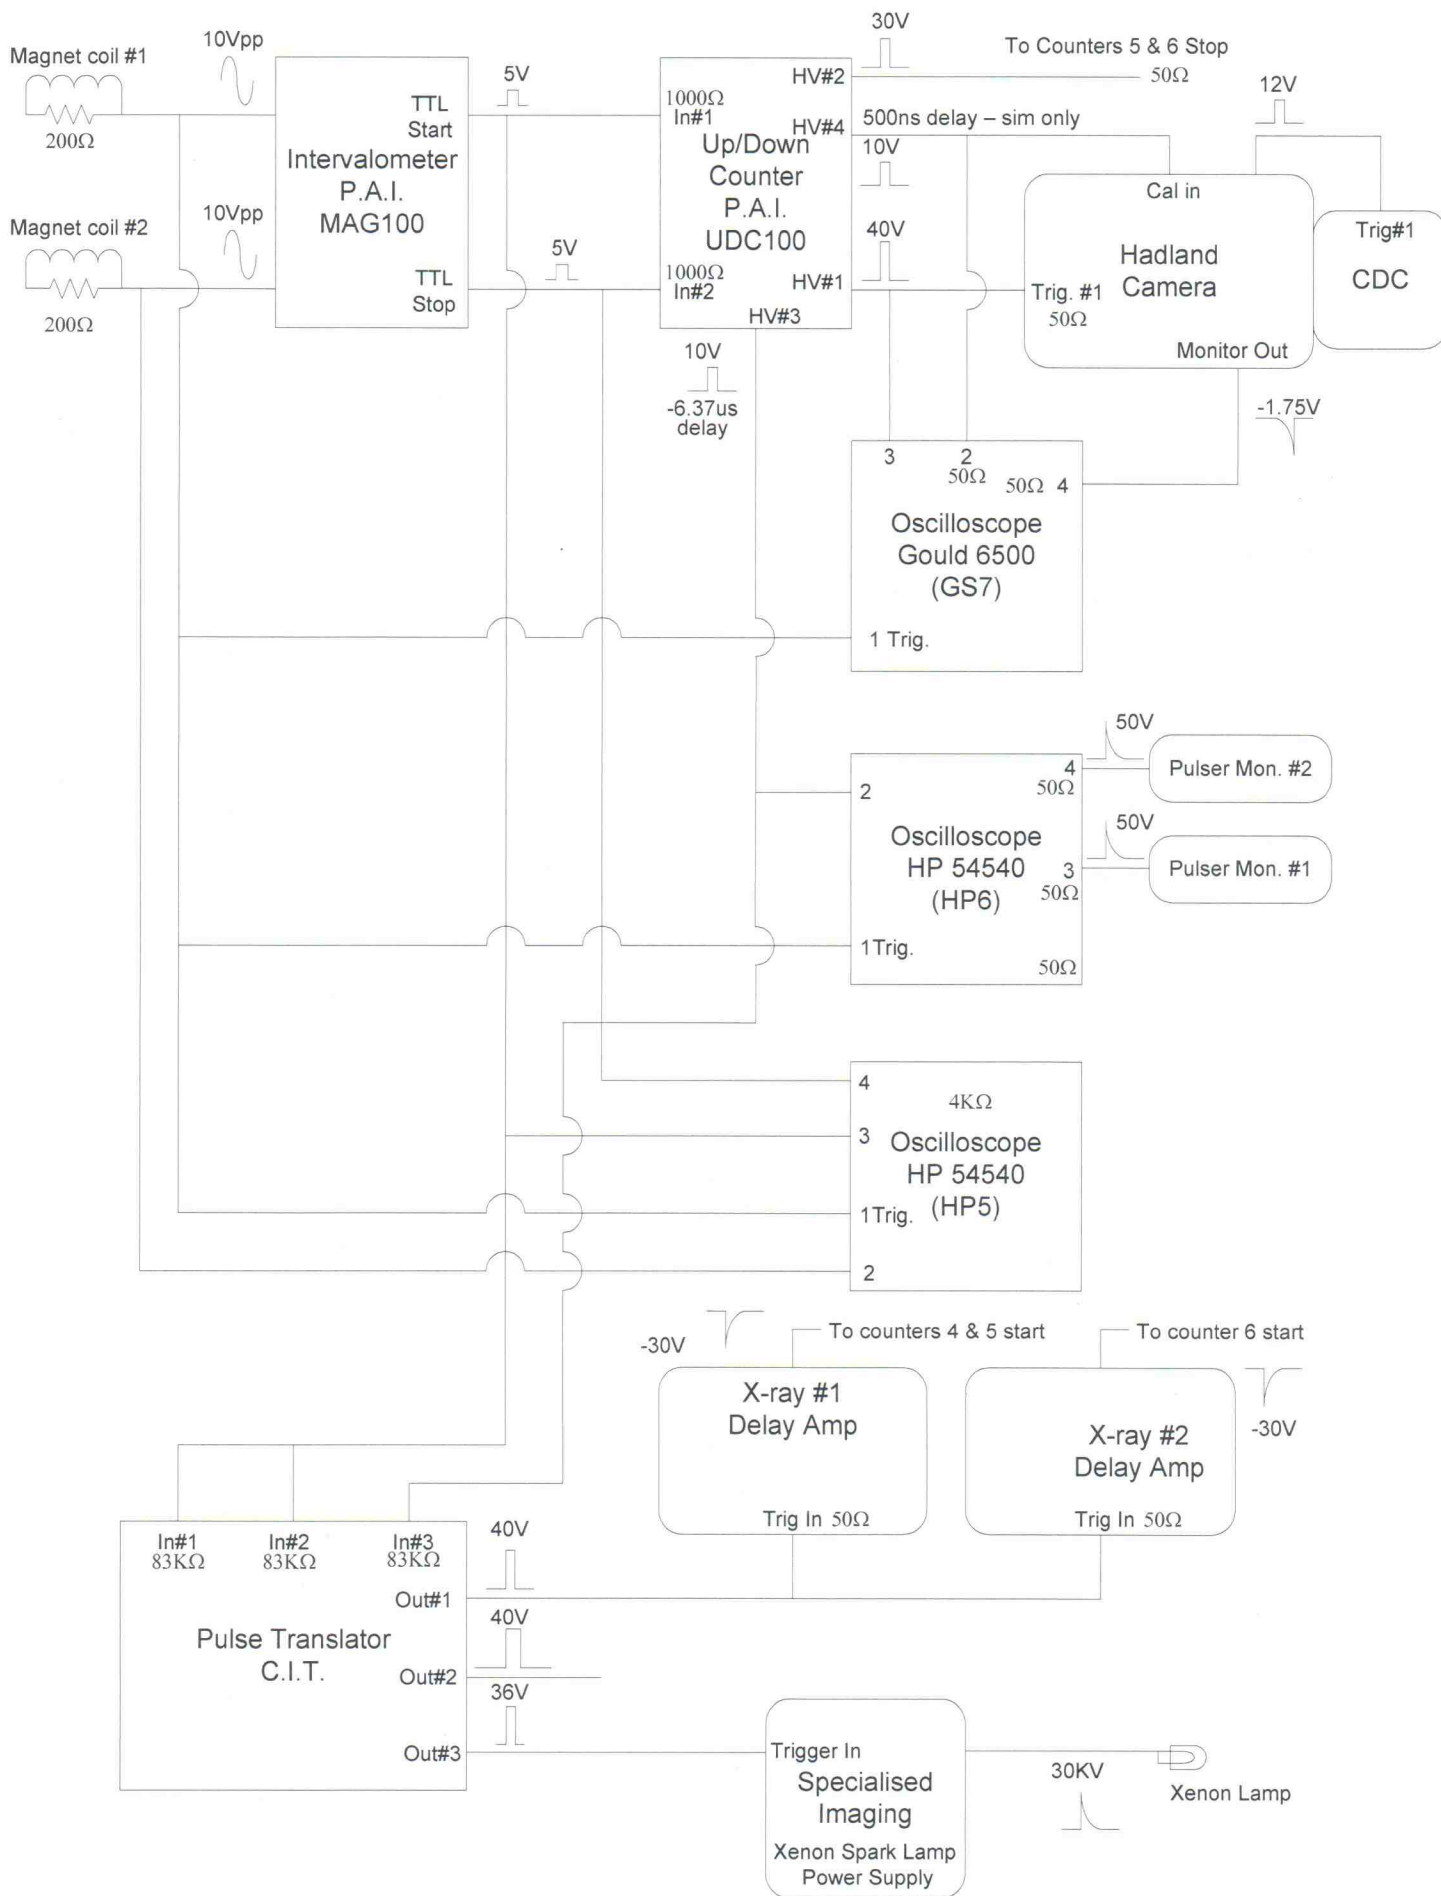 30V
To Counters 5 & 6 Stop
50Ω
Magnet coil #1
10Vpp
200Ω
Magnet coil #2
10Vpp
200Ω
TTL
Start
Intervalometer
P.A.I.
MAG100
TTL
Stop
5V
5V
HV#2
1000Ω
In#1
HV#4
Up/Down
Counter
P.A.I.
UDC100
1000Ω
In#2
HV#1
HV#3
500ns delay – sim only
10V
40V
12V
Cal in
Hadland
Camera
Trig. #1
50Ω
Monitor Out
Trig#1
CDC
10V
-6.37us
delay
-1.75V
3
2
50Ω
50Ω 4
Oscilloscope
Gould 6500
(GS7)
1 Trig.
50V
4
50Ω
Pulser Mon. #2
2
Oscilloscope
HP 54540
(HP6)
50V
3
50Ω
Pulser Mon. #1
1Trig.
50Ω
4
4KΩ
3
Oscilloscope
HP 54540
(HP5)
1Trig.
2
-30V
To counters 4 & 5 start
To counter 6 start
X-ray #1
Delay Amp
Trig In 50Ω
X-ray #2
Delay Amp
Trig In 50Ω
-30V
In#1
83KΩ
In#2
83KΩ
In#3
83KΩ
40V
Out#1
Pulse Translator
C.I.T.
40V
Out#2
36V
Out#3
Trigger In
Specialised
Imaging
Xenon Spark Lamp
Power Supply
30KV
Xenon Lamp